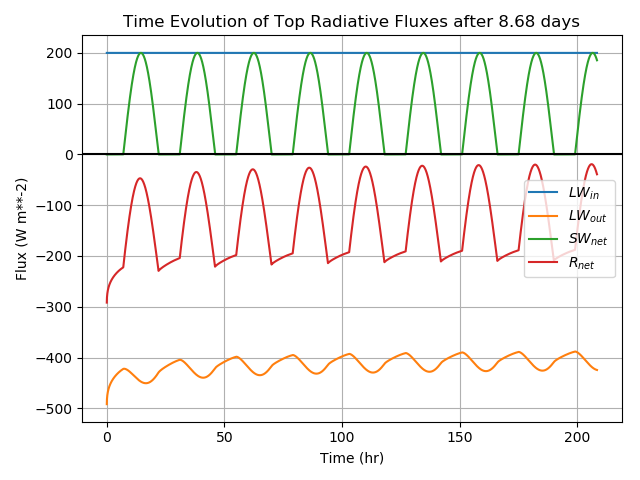 Time Evolution of Top Radiative Fluxes after 8.68 days
200
100
0
−100
−200
−300
−400
−500
Flux (W m**-2)
LW_in
LW_out
SW_net
R_net
0 50 100 150 200
Time (hr)